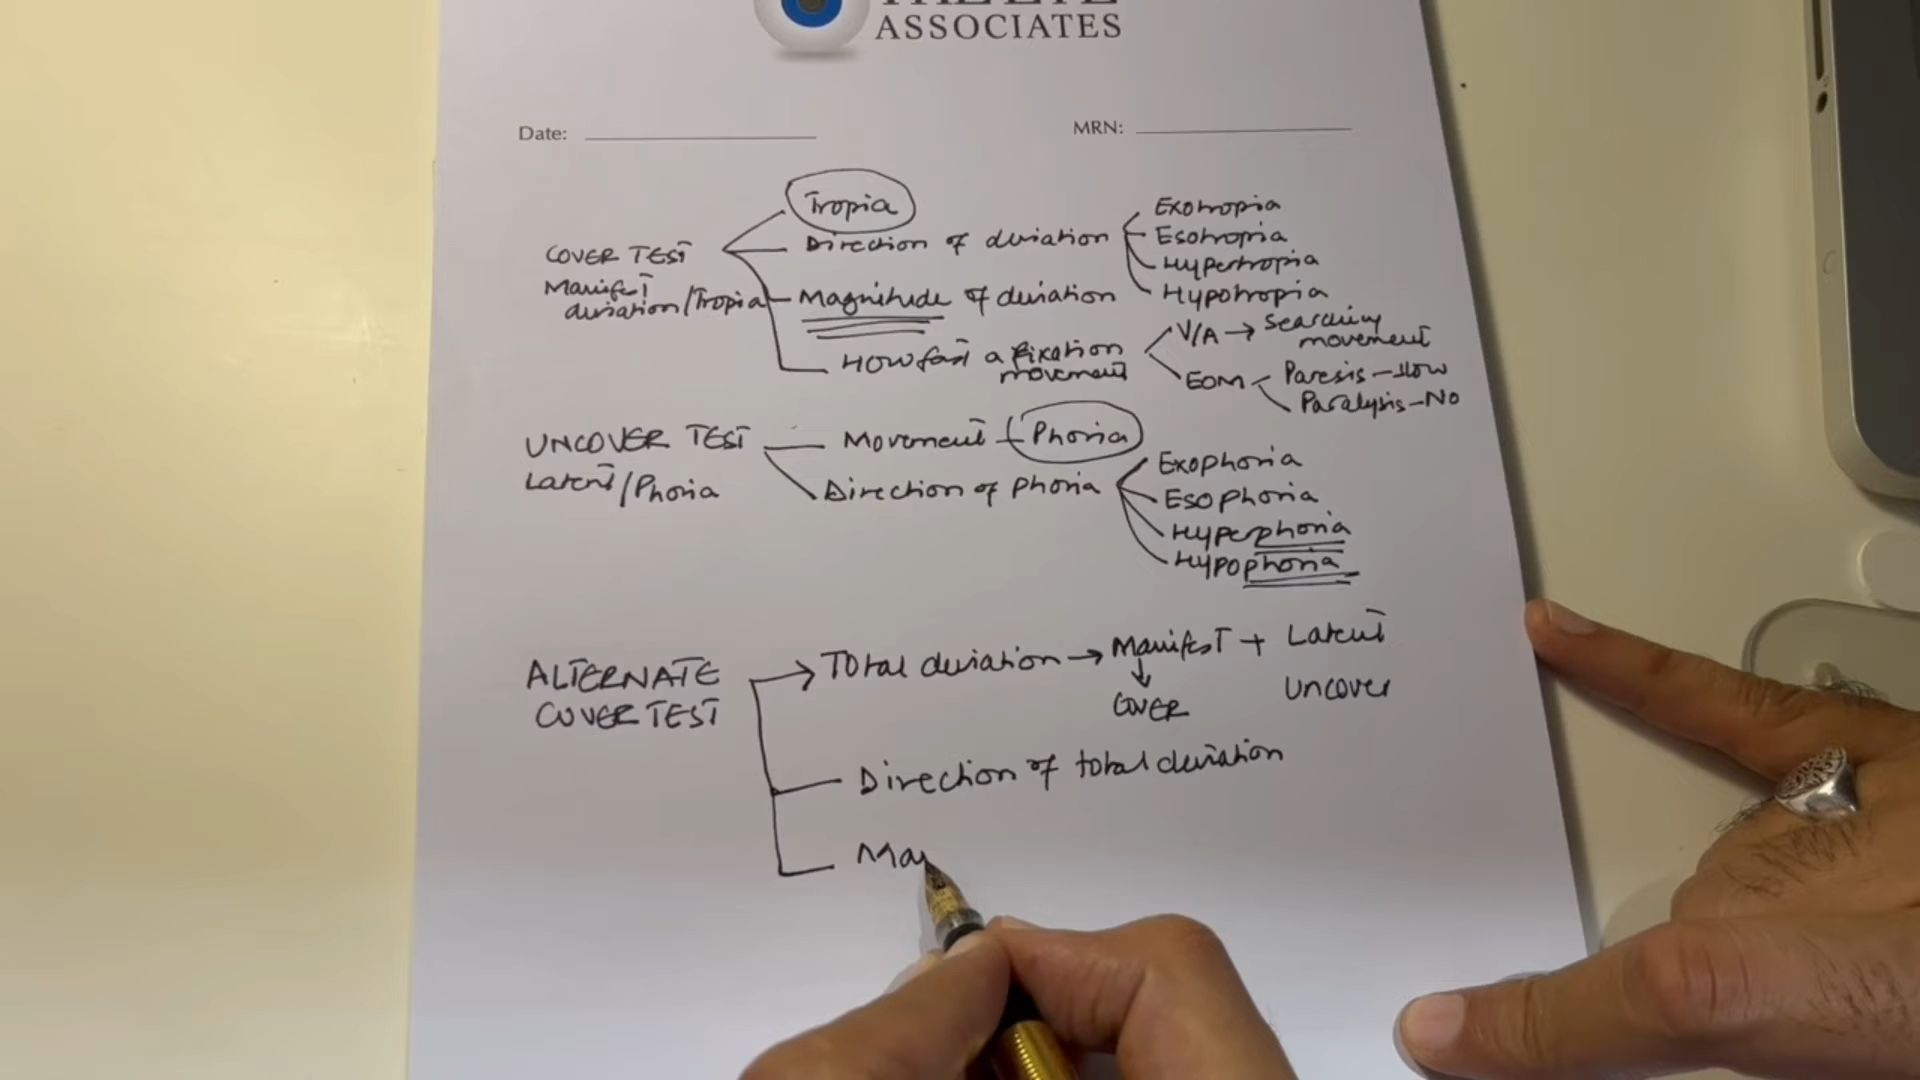 ASSOCIATES
Date: MRN:
Tropia
COVER TEST
Manifest
deviation/Tropia
Direction of deviation
Exotropia
Esotropia
Hypertropia
Hypotropia
Magnitude of deviation
How fast a fixation
movement
V/A → Searching
movement
EOM
Paresis - slow
Paralysis - No
UNCOVER TEST
Latent/Phoria
Movement - Phoria
Direction of phoria
Exophoria
Esophoria
Hyperphoria
Hypophoria
ALTERNATE
COVER TEST
Total deviation → Manifest + Latent
↓
COVER
Uncover
Direction of total deviation
Ma